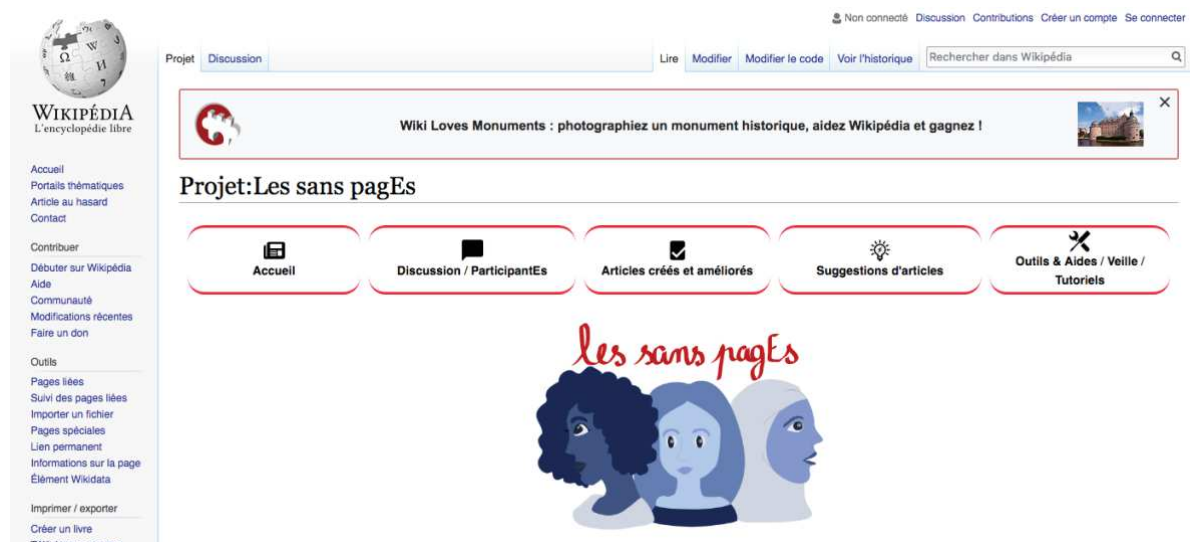 Non connecté Discussion Contributions Créer un compte Se connecter
Projet Discussion Lire Modifier Modifier le code Voir l'historique Rechercher dans Wikipédia
WIKIPÉDIA
L'encyclopédie libre
Wiki Loves Monuments : photographiez un monument historique, aidez Wikipédia et gagnez !
Accueil
Portails thématiques
Article au hasard
Contact
Contribuer
Débuter sur Wikipédia
Aide
Communauté
Modifications récentes
Faire un don
Outils
Pages liées
Suivi des pages liées
Importer un fichier
Pages spéciales
Lien permanent
Informations sur la page
Élément Wikidata
Imprimer / exporter
Créer un livre
Projet:Les sans pagEs
Accueil
Discussion / ParticipantEs
Articles créés et améliorés
Suggestions d'articles
Outils & Aides / Veille /
Tutoriels
les sans pagEs